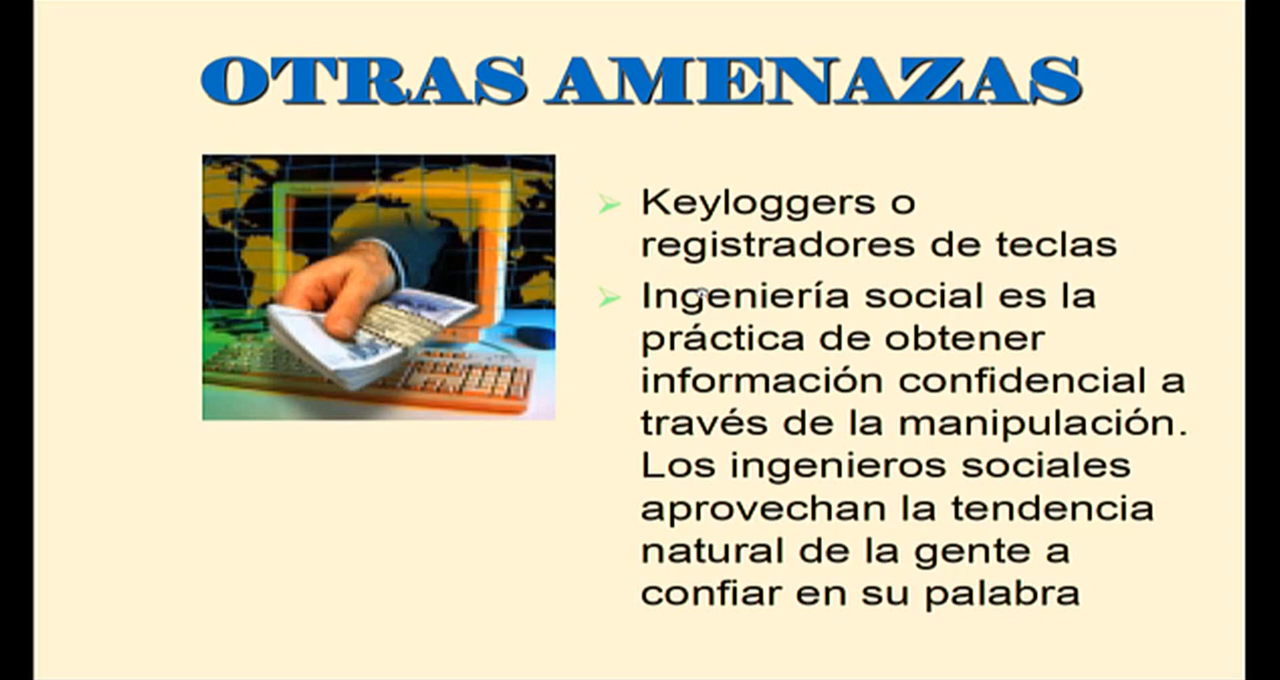 OTRAS AMENAZAS
Keyloggers o
registradores de teclas
Ingeniería social es la
práctica de obtener
información confidencial a
través de la manipulación.
Los ingenieros sociales
aprovechan la tendencia
natural de la gente a
confiar en su palabra